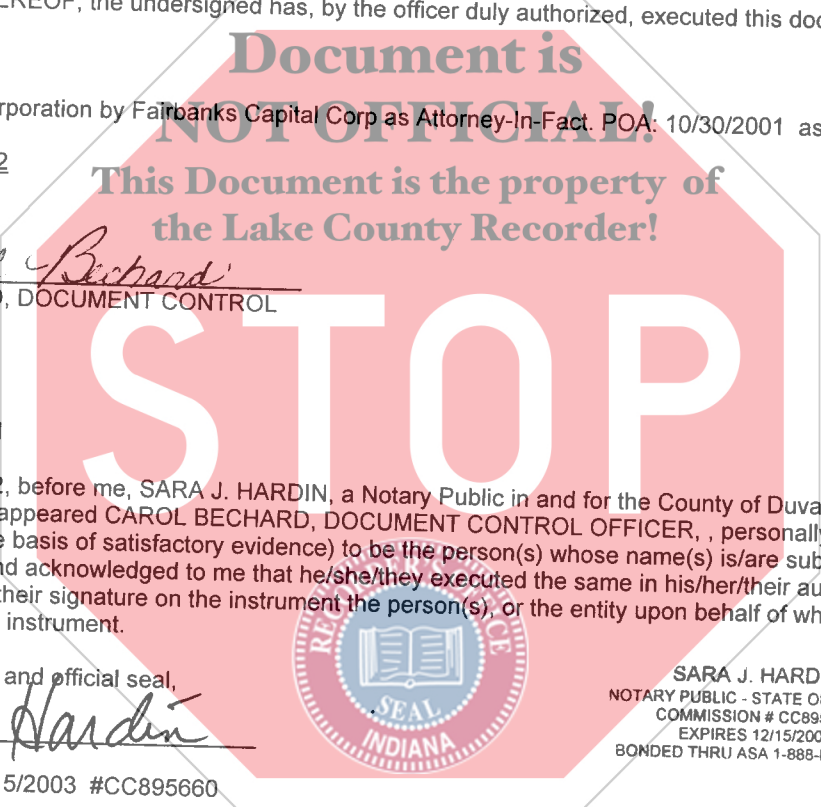 EREOF, the undersigned has, by the officer duly authorized, executed this doc
Document is
NOT OFFICIAL!
rporation by Fairbanks Capital Corp as Attorney-In-Fact. POA: 10/30/2001 as
2
This Document is the property of
the Lake County Recorder!
Bechard
, DOCUMENT CONTROL
STOP
2, before me, SARA J. HARDIN, a Notary Public in and for the County of Duva
appeared CAROL BECHARD, DOCUMENT CONTROL OFFICER, , personally
e basis of satisfactory evidence) to be the person(s) whose name(s) is/are sub
nd acknowledged to me that he/she/they executed the same in his/her/their au
their signature on the instrument the person(s), or the entity upon behalf of wh
instrument.
RECORDER'S OFFICE
SEAL
INDIANA
and official seal,
Hardin
5/2003 #CC895660
SARA J. HARD
NOTARY PUBLIC - STATE O
COMMISSION # CC89
EXPIRES 12/15/200
BONDED THRU ASA 1-888-